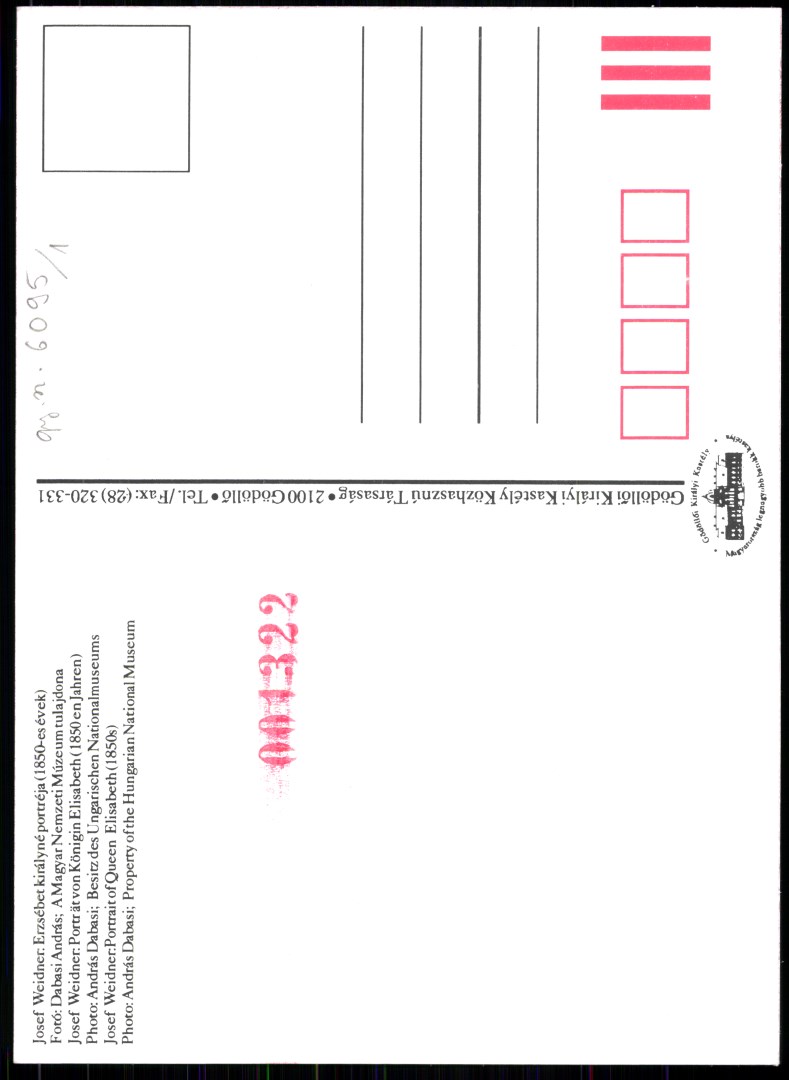 Josef Weidner: Erzsébet királyné portréja (1850-es évek)
Fotó: Dabasi András; A Magyar Nemzeti Múzeum tulajdona
Josef Weidner: Porträt von Königin Elisabeth (1850 en Jahren)
Photo: András Dabasi; Besitz des Ungarischen Nationalmuseums
Josef Weidner: Portrait of Queen Elisabeth (1850s)
Photo: András Dabasi; Property of the Hungarian National Museum
001322
Gödöllői Királyi Kastély Közhasznú Társaság • 2100 Gödöllő • Tel./Fax: (28) 320-331
gy. n. 6095/1
• Gödöllői Királyi Kastély •
Magyarország legnagyobb barokk kastélya